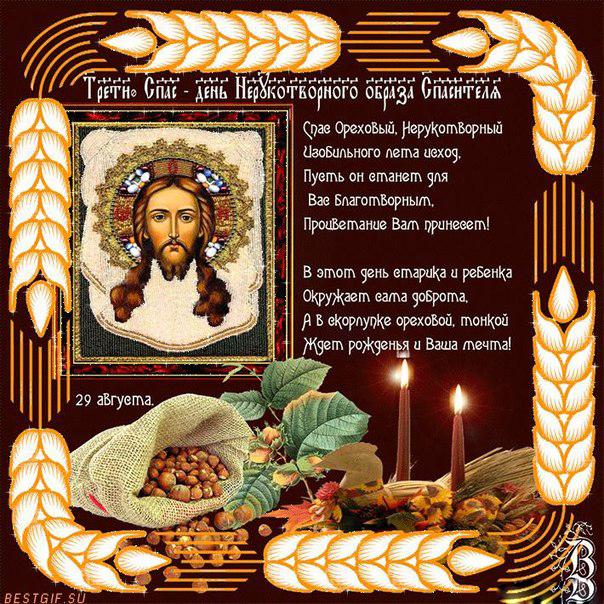 Трети⁰ Спас - день Нерукотворного образа Спасителя
Спас Ореховый, Нерукотворный
Изобильного лета исход,
Пусть он станет для
Вас благотворным,
Процветание Вам принесет!
В этот день старика и ребенка
Окружает сама доброта,
А в скорлупке ореховой, тонкой
Ждет рожденья и Ваша мечта!
29 августа.
BESTGIF.SU